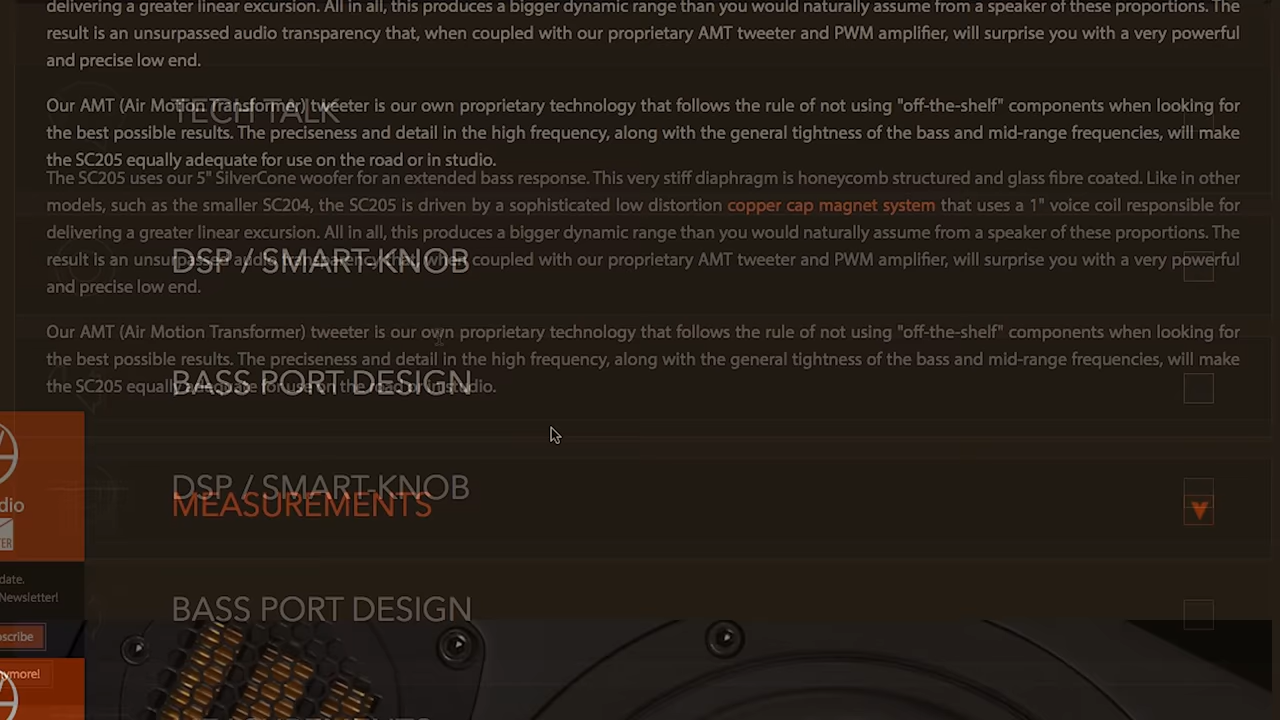 delivering a greater linear excursion. All in all, this produces a bigger dynamic range than you would naturally assume from a speaker of these proportions. The
result is an unsurpassed audio transparency that, when coupled with our proprietary AMT tweeter and PWM amplifier, will surprise you with a very powerful
and precise low end.
Our AMT (Air Motion Transformer) tweeter is our own proprietary technology that follows the rule of not using "off-the-shelf" components when looking for
TECH TALK
the best possible results. The preciseness and detail in the high frequency, along with the general tightness of the bass and mid-range frequencies, will make
the SC205 equally adequate for use on the road or in studio.
The SC205 uses our 5" SilverCone woofer for an extended bass response. This very stiff diaphragm is honeycomb structured and glass fibre coated. Like in other
models, such as the smaller SC204, the SC205 is driven by a sophisticated low distortion copper cap magnet system that uses a 1" voice coil responsible for
delivering a greater linear excursion. All in all, this produces a bigger dynamic range than you would naturally assume from a speaker of these proportions. The
result is an unsurpassed audio transparency that, when coupled with our proprietary AMT tweeter and PWM amplifier, will surprise you with a very powerful
DSP / SMART-KNOB
and precise low end.
Our AMT (Air Motion Transformer) tweeter is our own proprietary technology that follows the rule of not using "off-the-shelf" components when looking for
the best possible results. The preciseness and detail in the high frequency, along with the general tightness of the bass and mid-range frequencies, will make
the SC205 equally adequate for use on the road or in studio.
BASS PORT DESIGN
DSP / SMART-KNOB
MEASUREMENTS
dio
TER
date.
Newsletter!
BASS PORT DESIGN
scribe
ymore!